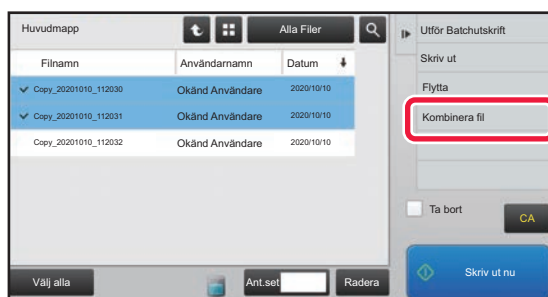 Huvudmapp
Alla Filer
Filnamn Användarnamn Datum
Copy_20201010_112030 Okänd Användare 2020/10/10
Copy_20201010_112031 Okänd Användare 2020/10/10
Copy_20201010_112032 Okänd Användare 2020/10/10
Välj alla
Ant.set
Radera
Utför Batchutskrift
Skriv ut
Flytta
Kombinera fil
Ta bort
CA
Skriv ut nu